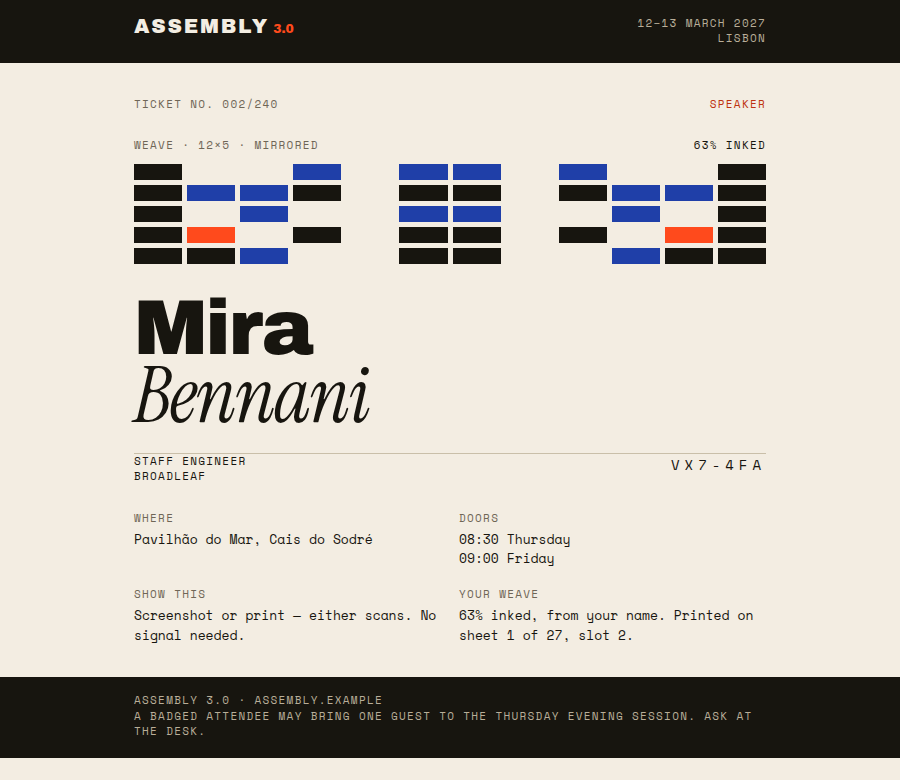 ASSEMBLY 3.0
12–13 MARCH 2027
LISBON
TICKET NO. 002/240
SPEAKER
WEAVE · 12×5 · MIRRORED
63% INKED
Mira
Bennani
STAFF ENGINEER
BROADLEAF
VX7-4FA
WHERE
Pavilhão do Mar, Cais do Sodré
DOORS
08:30 Thursday
09:00 Friday
SHOW THIS
Screenshot or print — either scans. No
signal needed.
YOUR WEAVE
63% inked, from your name. Printed on
sheet 1 of 27, slot 2.
ASSEMBLY 3.0 · ASSEMBLY.EXAMPLE
A BADGED ATTENDEE MAY BRING ONE GUEST TO THE THURSDAY EVENING SESSION. ASK AT
THE DESK.